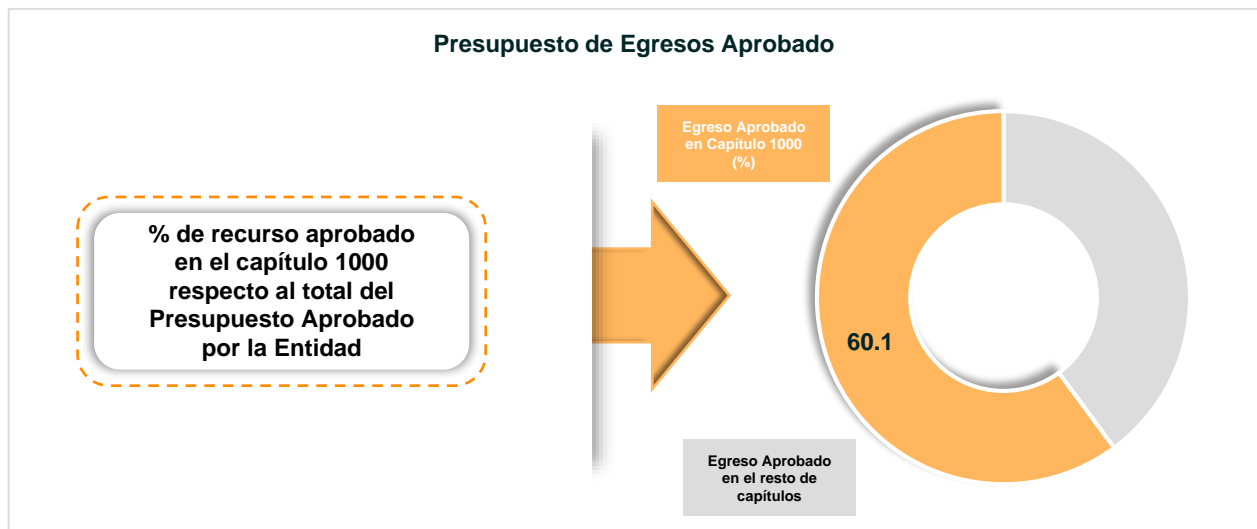 Presupuesto de Egresos Aprobado
% de recurso aprobado
en el capítulo 1000
respecto al total del
Presupuesto Aprobado
por la Entidad
Egreso Aprobado
en Capítulo 1000
(%)
60.1
Egreso Aprobado
en el resto de
capítulos